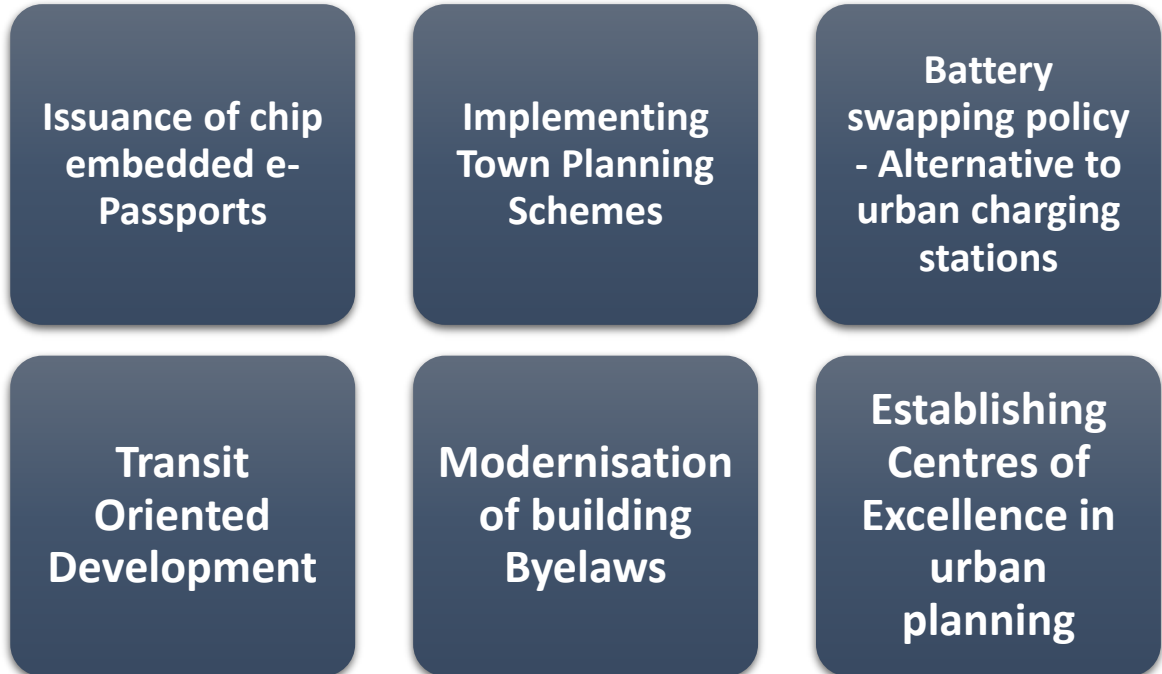 Issuance of chip
embedded e-
Passports
Implementing
Town Planning
Schemes
Battery
swapping policy
- Alternative to
urban charging
stations
Transit
Oriented
Development
Modernisation
of building
Byelaws
Establishing
Centres of
Excellence in
urban
planning